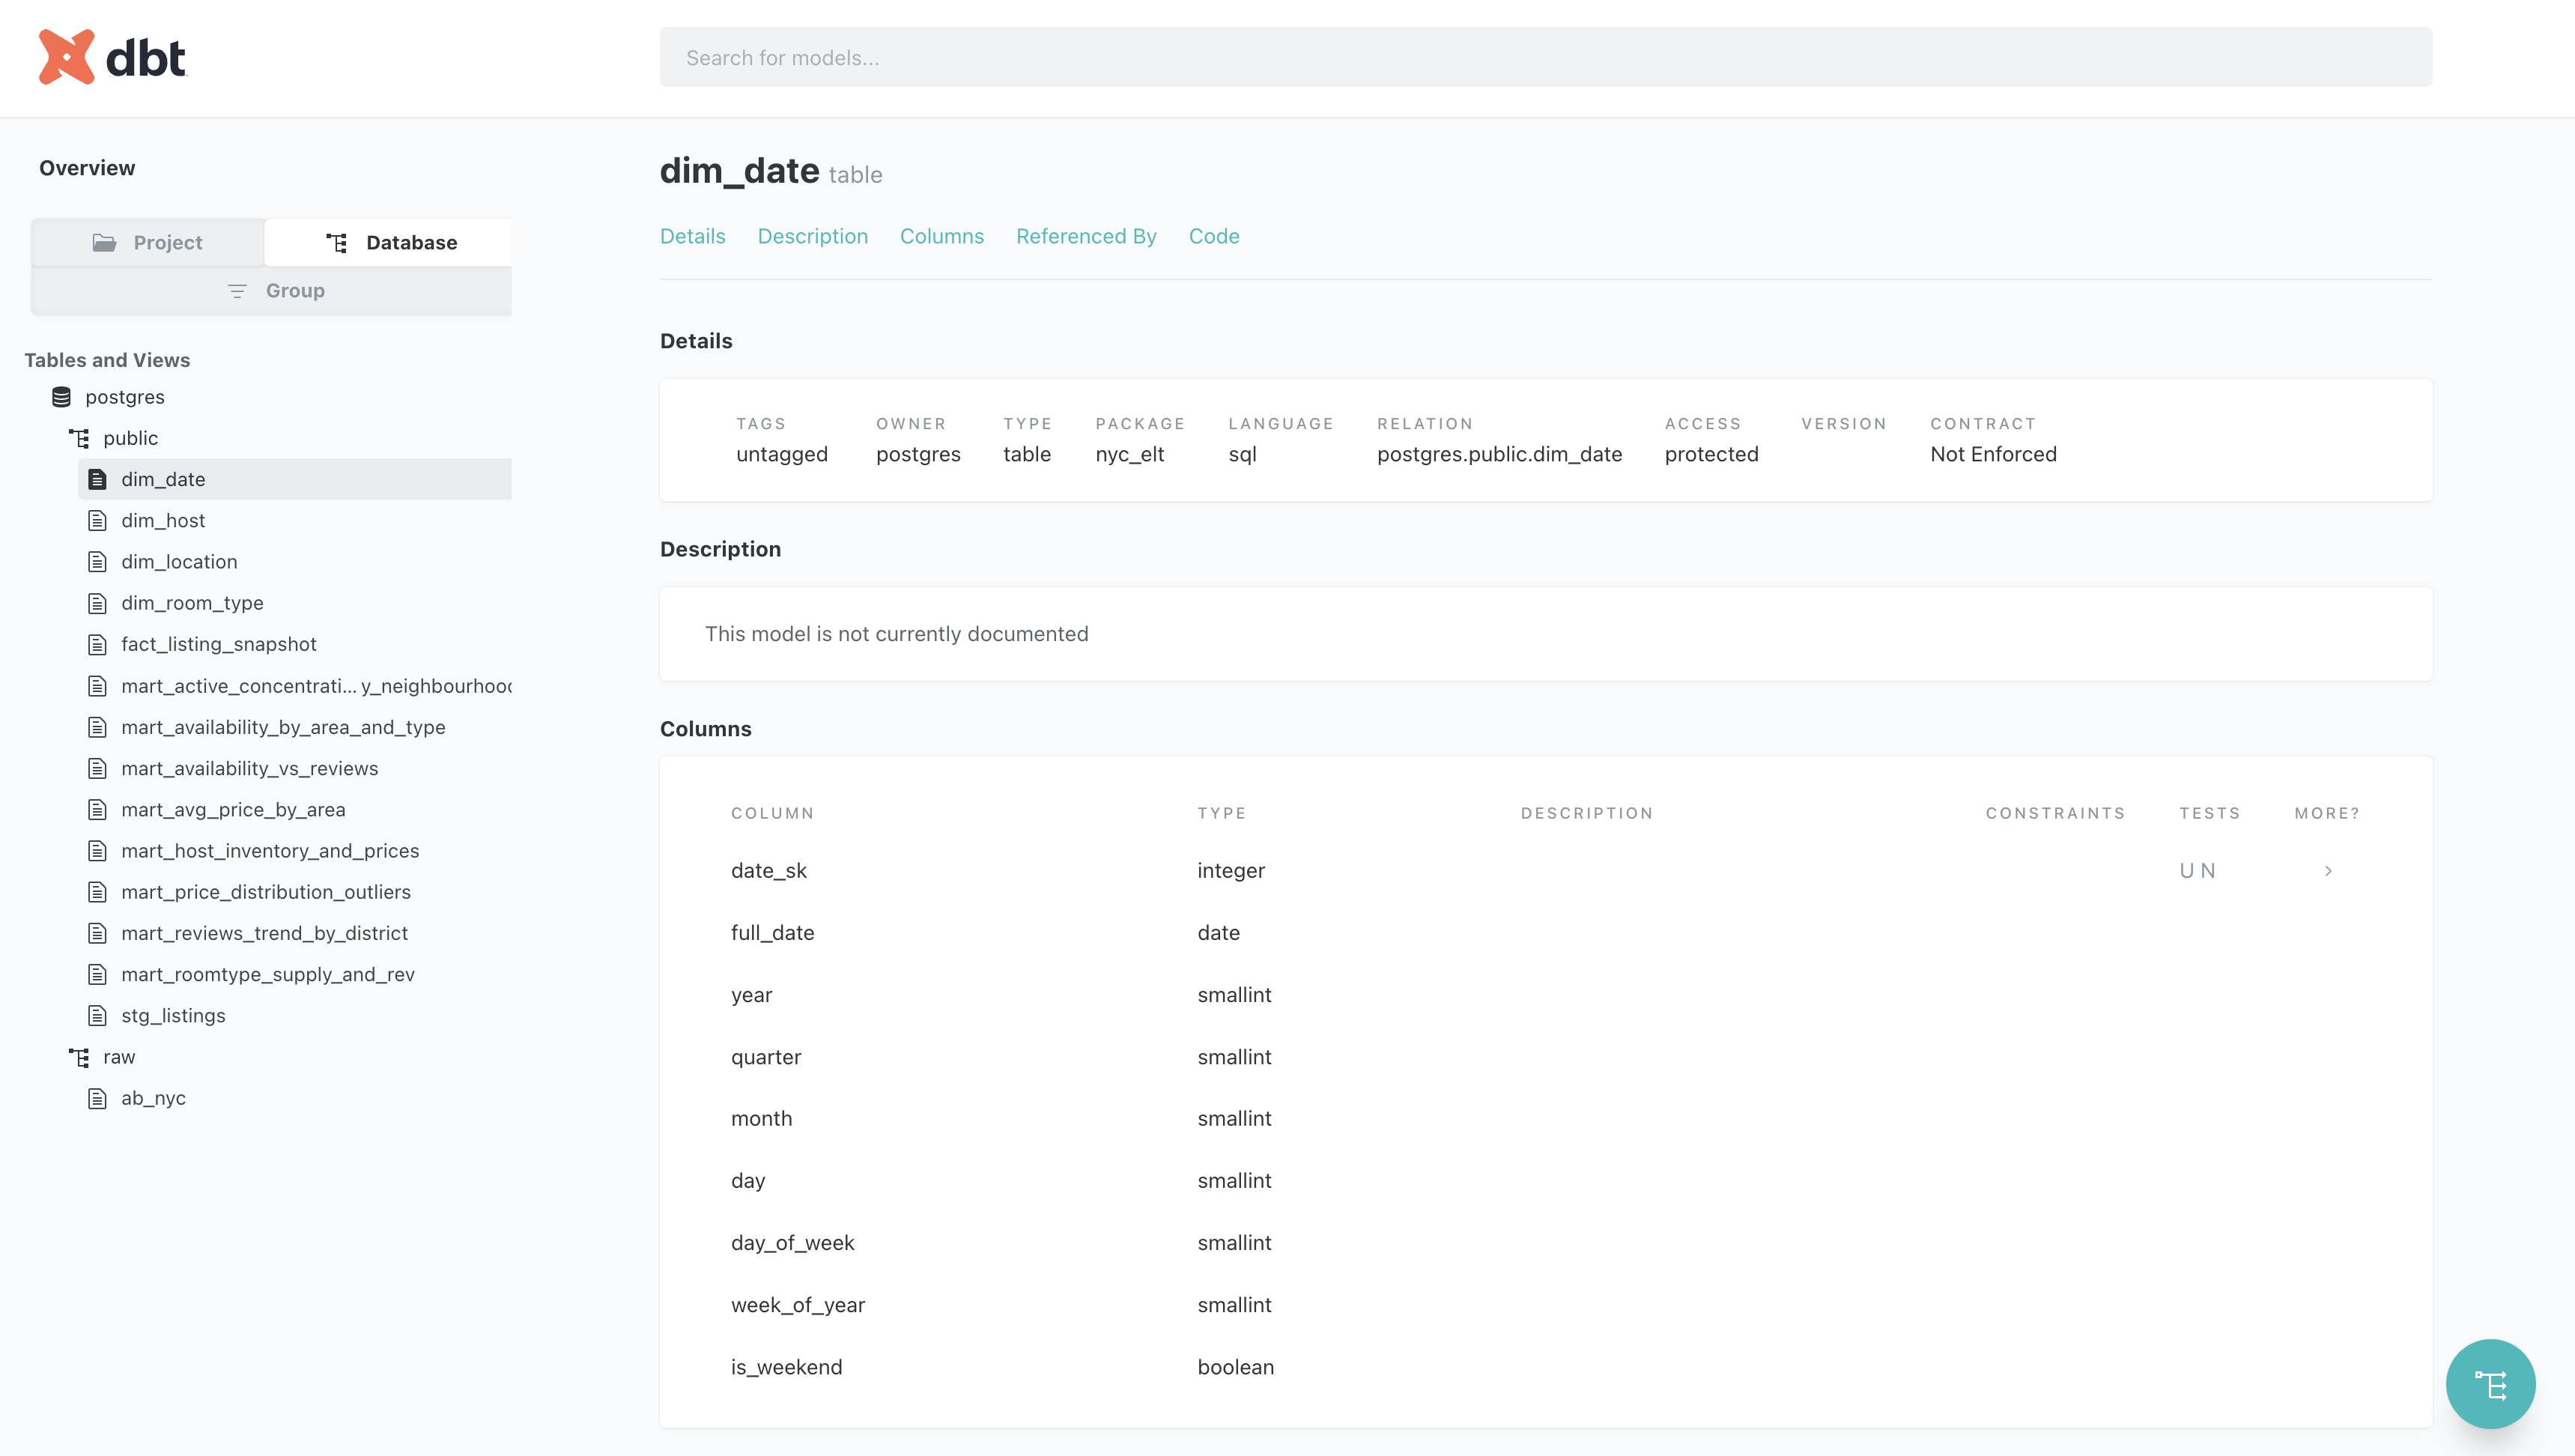 dbt
Search for models...
Overview
Project
Database
Group
Tables and Views
postgres
public
dim_date
dim_host
dim_location
dim_room_type
fact_listing_snapshot
mart_active_concentrati... y_neighbourhood
mart_availability_by_area_and_type
mart_availability_vs_reviews
mart_avg_price_by_area
mart_host_inventory_and_prices
mart_price_distribution_outliers
mart_reviews_trend_by_district
mart_roomtype_supply_and_rev
stg_listings
raw
ab_nyc
dim_date table
Details Description Columns Referenced By Code
Details
TAGS OWNER TYPE PACKAGE LANGUAGE RELATION ACCESS VERSION CONTRACT
untagged postgres table nyc_elt sql postgres.public.dim_date protected Not Enforced
Description
This model is not currently documented
Columns
COLUMN TYPE DESCRIPTION CONSTRAINTS TESTS MORE?
date_sk integer U N >
full_date date
year smallint
quarter smallint
month smallint
day smallint
day_of_week smallint
week_of_year smallint
is_weekend boolean